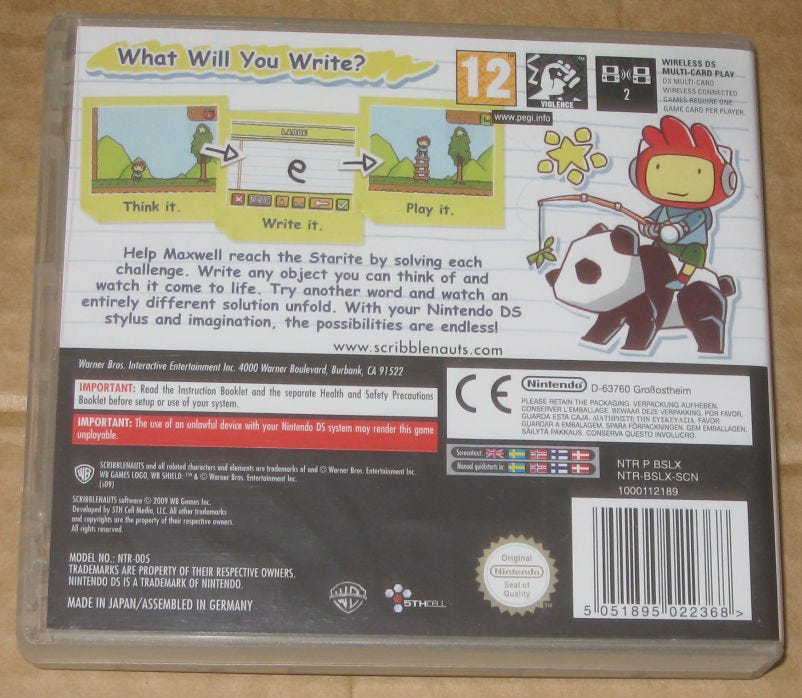 What Will You Write?
12
VIOLENCE
www.pegi.info
2
WIRELESS DS
MULTI-CARD PLAY
DS MULTI-CARD
WIRELESS CONNECTED
GAMES REQUIRE ONE
GAME CARD PER PLAYER.
LADDE
e
Think it.
Write it.
Play it.
Help Maxwell reach the Starite by solving each
challenge. Write any object you can think of and
watch it come to life. Try another word and watch an
entirely different solution unfold. With your Nintendo DS
stylus and imagination, the possibilities are endless!
www.scribblenauts.com
Warner Bros. Interactive Entertainment Inc. 4000 Warner Boulevard, Burbank, CA 91522
IMPORTANT: Read the Instruction Booklet and the separate Health and Safety Precautions
Booklet before setup or use of your system.
IMPORTANT: The use of an unlawful device with your Nintendo DS system may render this game
unplayable.
CE
Nintendo D-63760 Großostheim
PLEASE RETAIN THE PACKAGING. VERPACKUNG AUFHEBEN.
CONSERVER L'EMBALLAGE. BEWAAR DEZE VERPAKKING. POR FAVOR,
GUARDA ESTA CAJA. ΔΙΑΤΗΡΗΣΤΕ ΤΗΝ ΣΥΣΚΕΥΑΣΙΑ. FAVOR
GUARDAR A EMBALAGEM. SPARA FÖRPACKNINGEN. GEM EMBALLAGEN.
SÄILYTÄ PAKKAUS. CONSERVA QUESTO INVOLUCRO.
Screentext:
Manual quickstarts in:
NTR P BSLX
NTR-BSLX-SCN
1000112189
WB
SCRIBBLENAUTS and all related characters and elements are trademarks of and © Warner Bros. Entertainment Inc.
WB GAMES LOGO, WB SHIELD: ™ & © Warner Bros. Entertainment Inc.
(s09)
SCRIBBLENAUTS software © 2009 WB Games Inc.
Developed by 5TH Cell Media, LLC. All other trademarks
and copyrights are the property of their respective owners.
All rights reserved.
MODEL NO.: NTR-005
TRADEMARKS ARE PROPERTY OF THEIR RESPECTIVE OWNERS.
NINTENDO DS IS A TRADEMARK OF NINTENDO.
MADE IN JAPAN/ASSEMBLED IN GERMANY
WB
5THCELL
Original
Nintendo
Seal of
Quality
TM
5 051895 022368 >